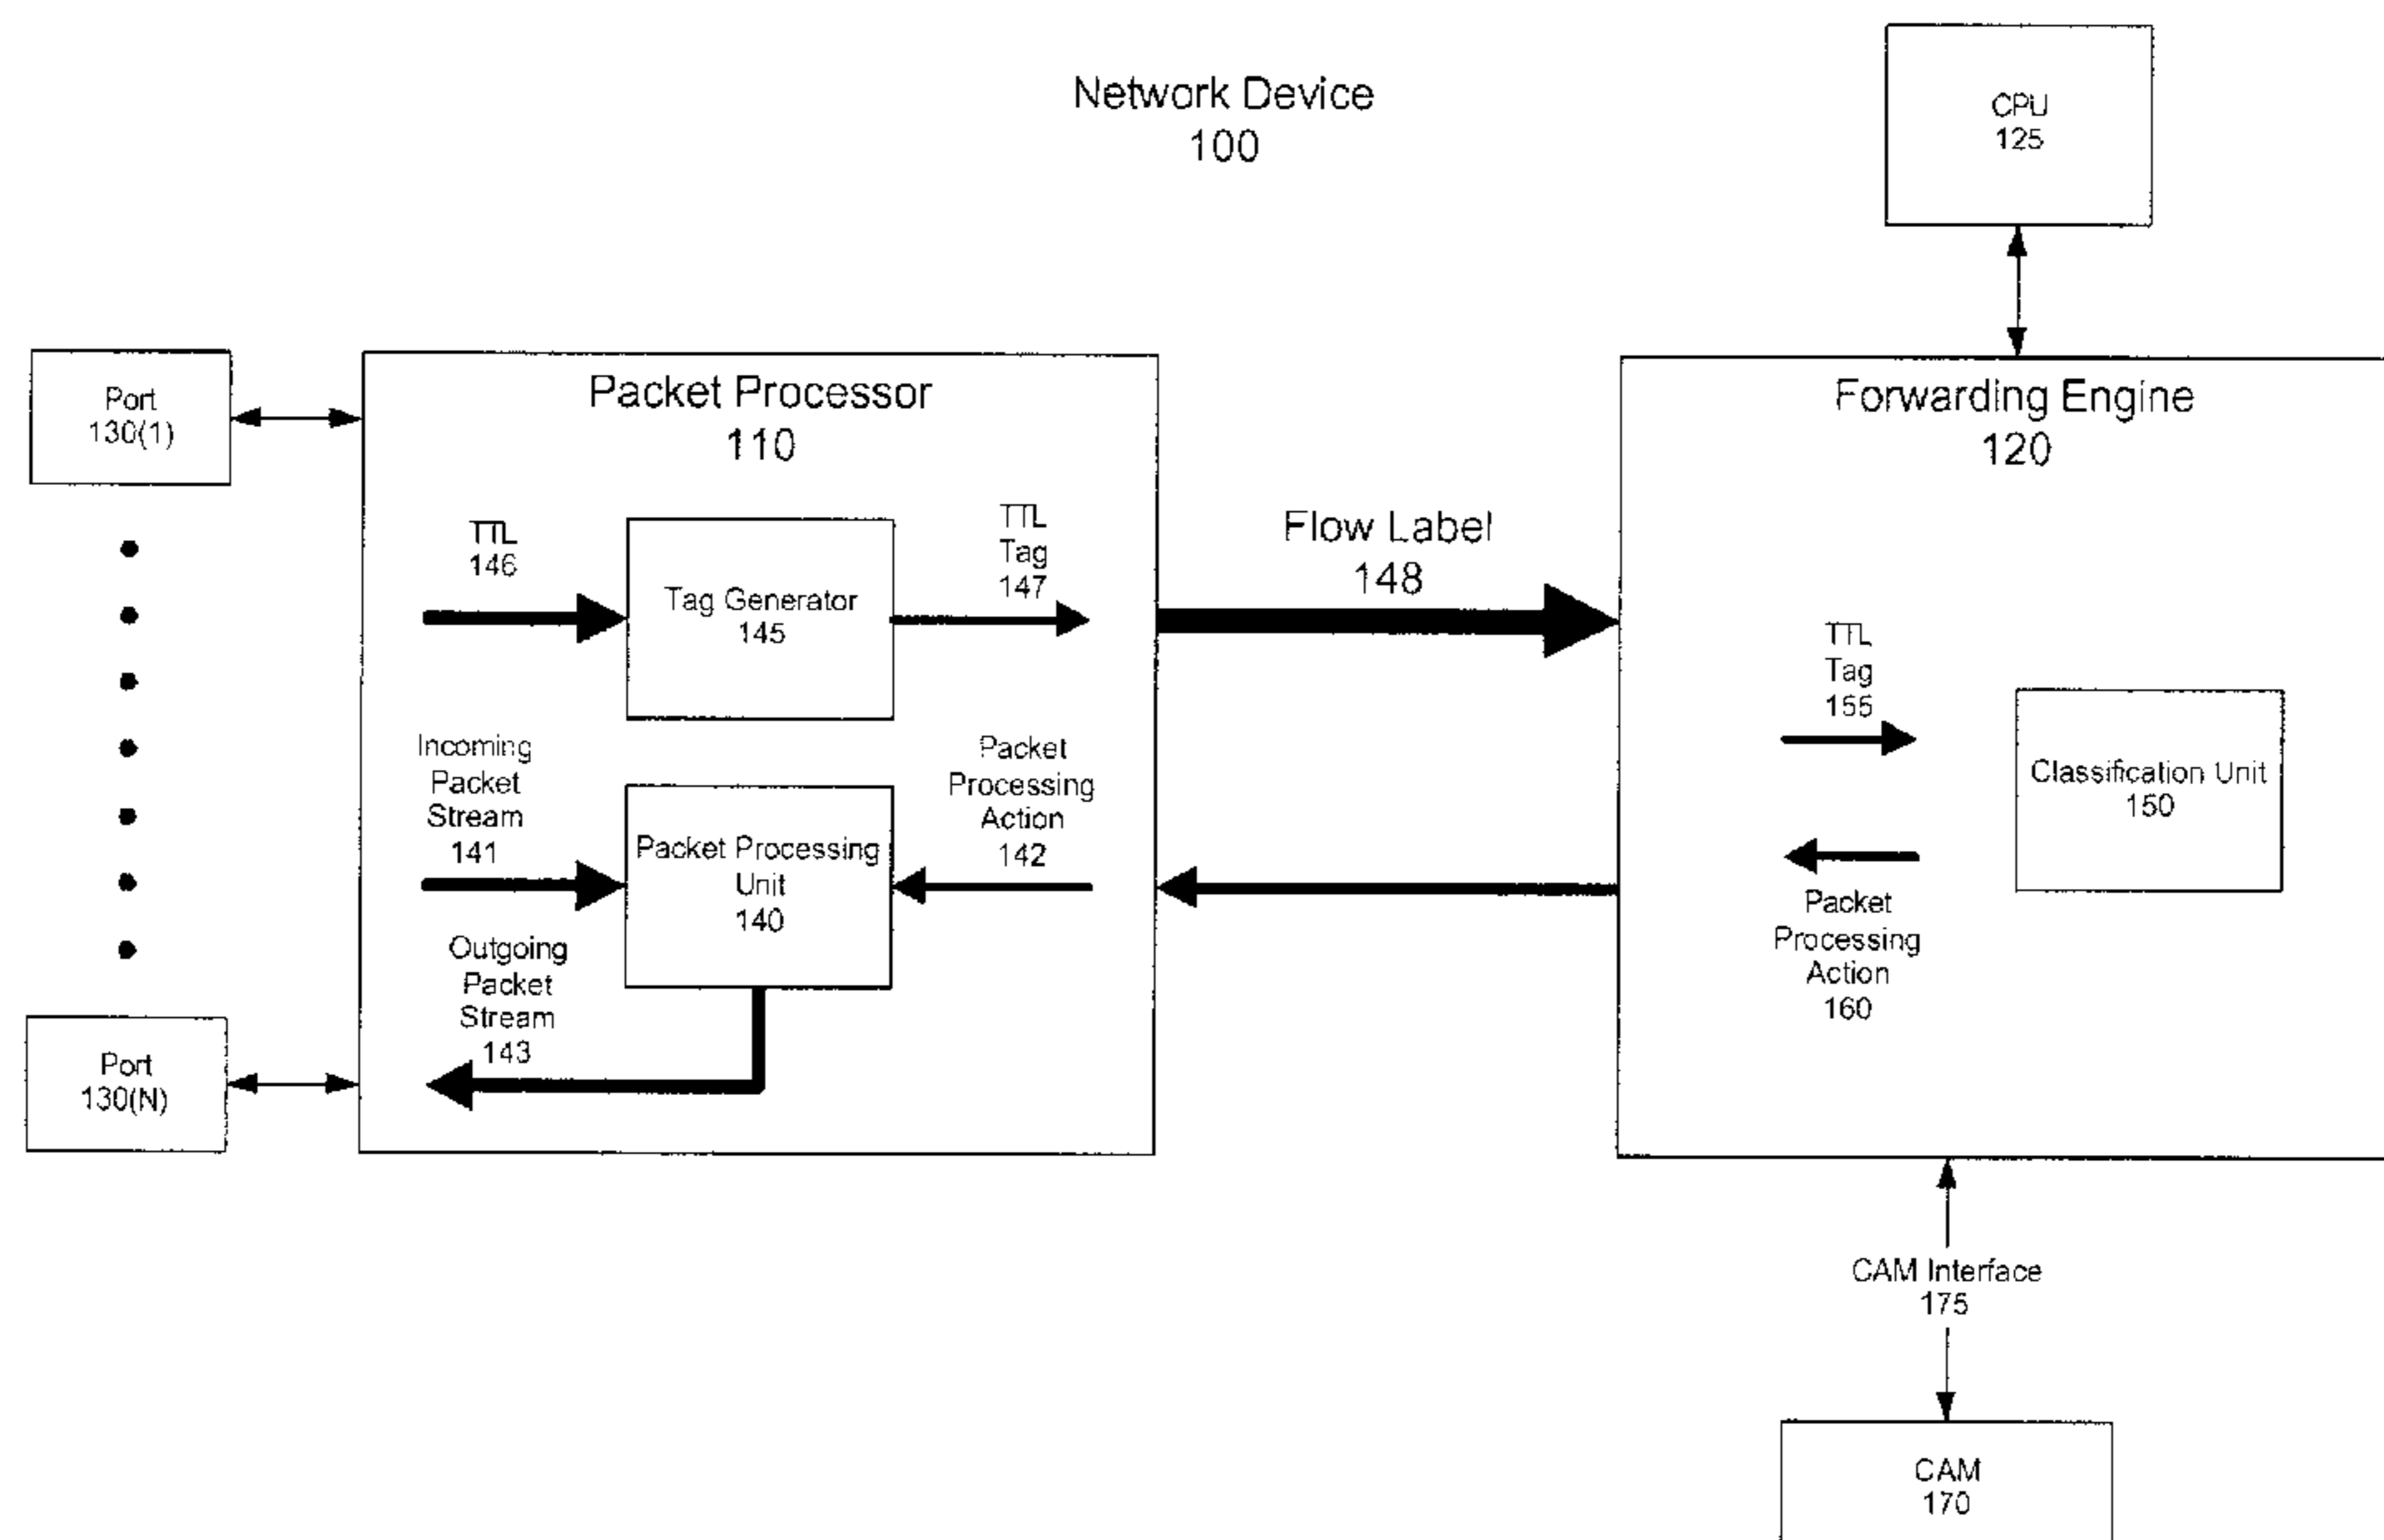 Network Device
100
CPU
125
Port
130(1)
Packet Processor
110
Forwarding Engine
120
TTL
146
Tag Generator
145
TTL
Tag
147
Flow Label
148
TTL
Tag
155
Classification Unit
150
Incoming
Packet
Stream
141
Packet Processing
Unit
140
Packet
Processing
Action
142
Packet
Processing
Action
160
Outgoing
Packet
Stream
143
Port
130(N)
CAM Interface
175
CAM
170